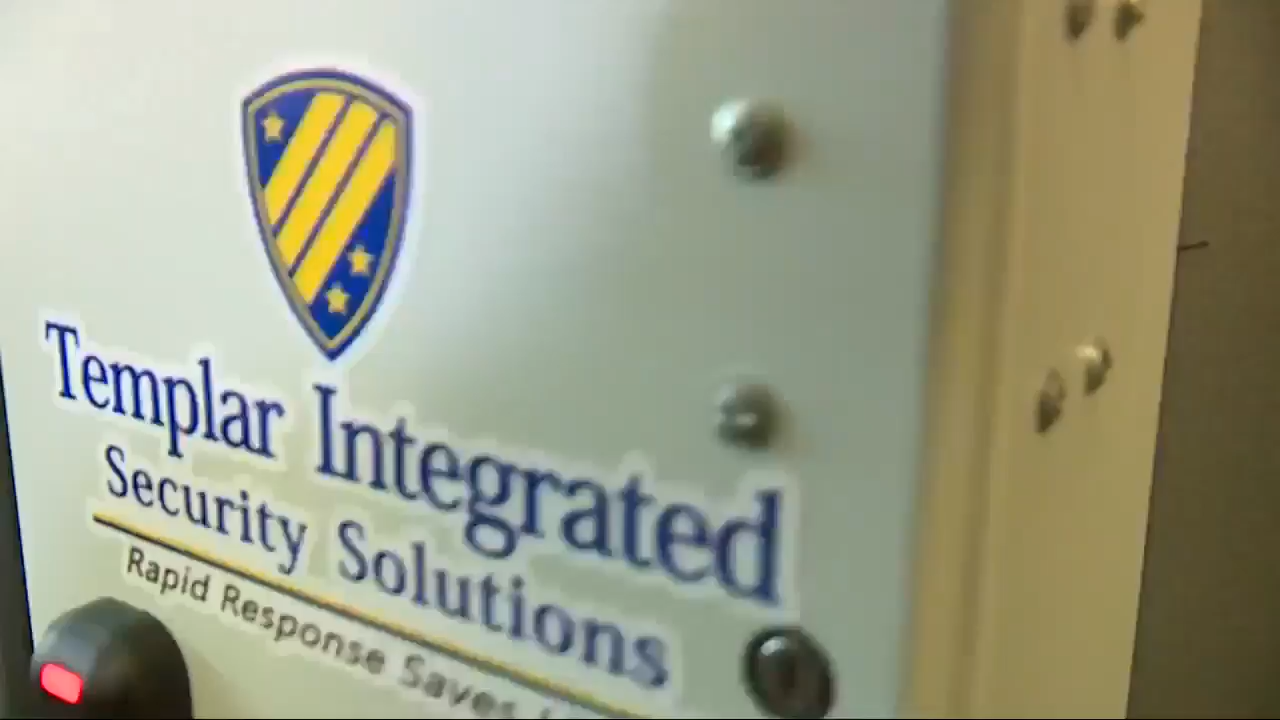 Templar Integrated
Security Solutions
Rapid Response Saves